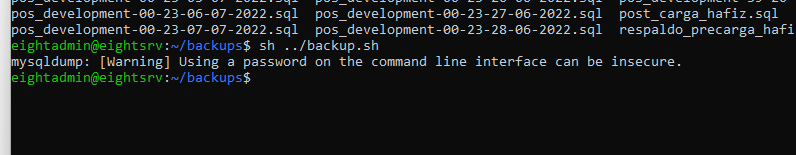 pos_development-00-23-06-07-2022.sql pos_development-00-23-27-06-2022.sql post_carga_hafiz.sql
pos_development-00-23-07-07-2022.sql pos_development-00-23-28-06-2022.sql respaldo_precarga_hafi
eightadmin@eightsrv:~/backups$ sh ../backup.sh
mysqldump: [Warning] Using a password on the command line interface can be insecure.
eightadmin@eightsrv:~/backups$